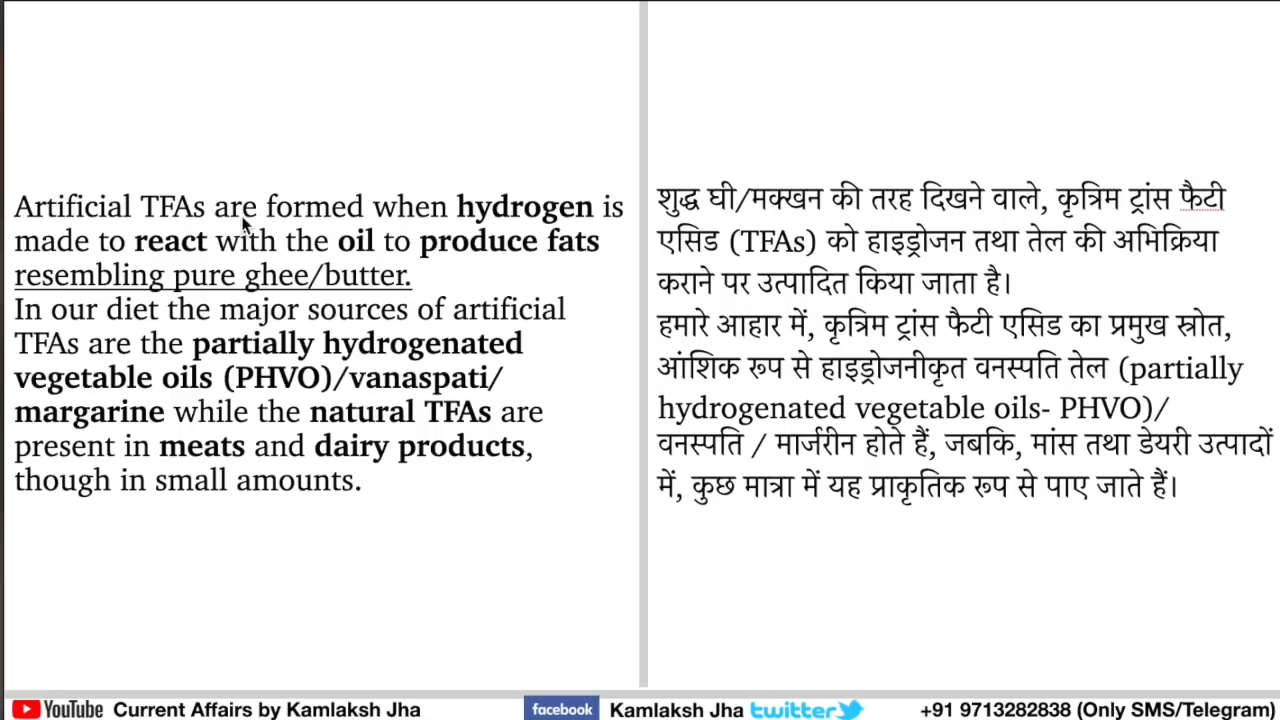 Artificial TFAs are formed when hydrogen is
made to react with the oil to produce fats
resembling pure ghee/butter.
In our diet the major sources of artificial
TFAs are the partially hydrogenated
vegetable oils (PHVO)/vanaspati/
margarine while the natural TFAs are
present in meats and dairy products,
though in small amounts.
शुद्ध घी/मक्खन की तरह दिखने वाले, कृत्रिम ट्रांस फैटी
एसिड (TFAs) को हाइड्रोजन तथा तेल की अभिक्रिया
कराने पर उत्पादित किया जाता है।
हमारे आहार में, कृत्रिम ट्रांस फैटी एसिड का प्रमुख स्रोत,
आंशिक रूप से हाइड्रोजनीकृत वनस्पति तेल (partially
hydrogenated vegetable oils- PHVO)/
वनस्पति / मार्जरीन होते हैं, जबकि, मांस तथा डेयरी उत्पादों
में, कुछ मात्रा में यह प्राकृतिक रूप से पाए जाते हैं।
YouTube Current Affairs by Kamlaksh Jha facebook Kamlaksh Jha twitter +91 9713282838 (Only SMS/Telegram)